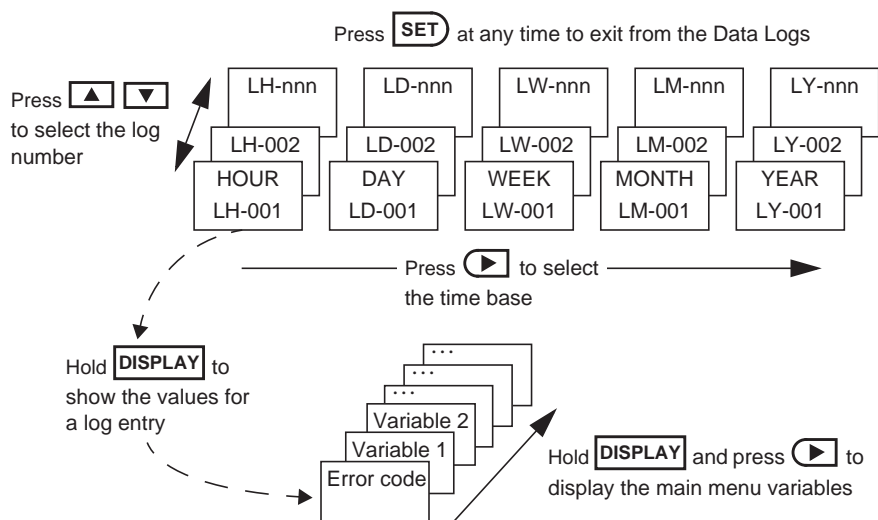 Press SET at any time to exit from the Data Logs
Press ▲ ▼
to select the log
number
LH-nnn LD-nnn LW-nnn LM-nnn LY-nnn
LH-002 LD-002 LW-002 LM-002 LY-002
HOUR DAY WEEK MONTH YEAR
LH-001 LD-001 LW-001 LM-001 LY-001
Press ▶ to select
the time base
Hold DISPLAY to
show the values for
a log entry
...
...
...
Variable 2
Variable 1
Error code
Hold DISPLAY and press ▶ to
display the main menu variables